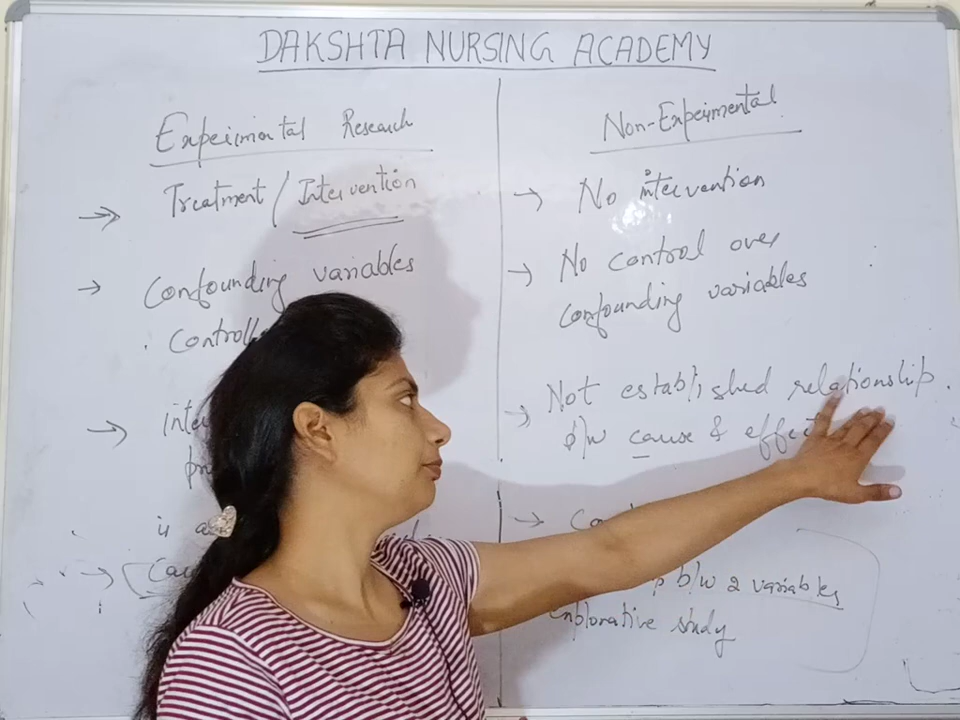 DAKSHTA NURSING ACADEMY
Experimental Research
Treatment / Intervention
Confounding variables
Non-Experimental
No intervention
No control over
confounding variables
Not established relationship.
b/w cause &
b/w 2 variables
explorative study